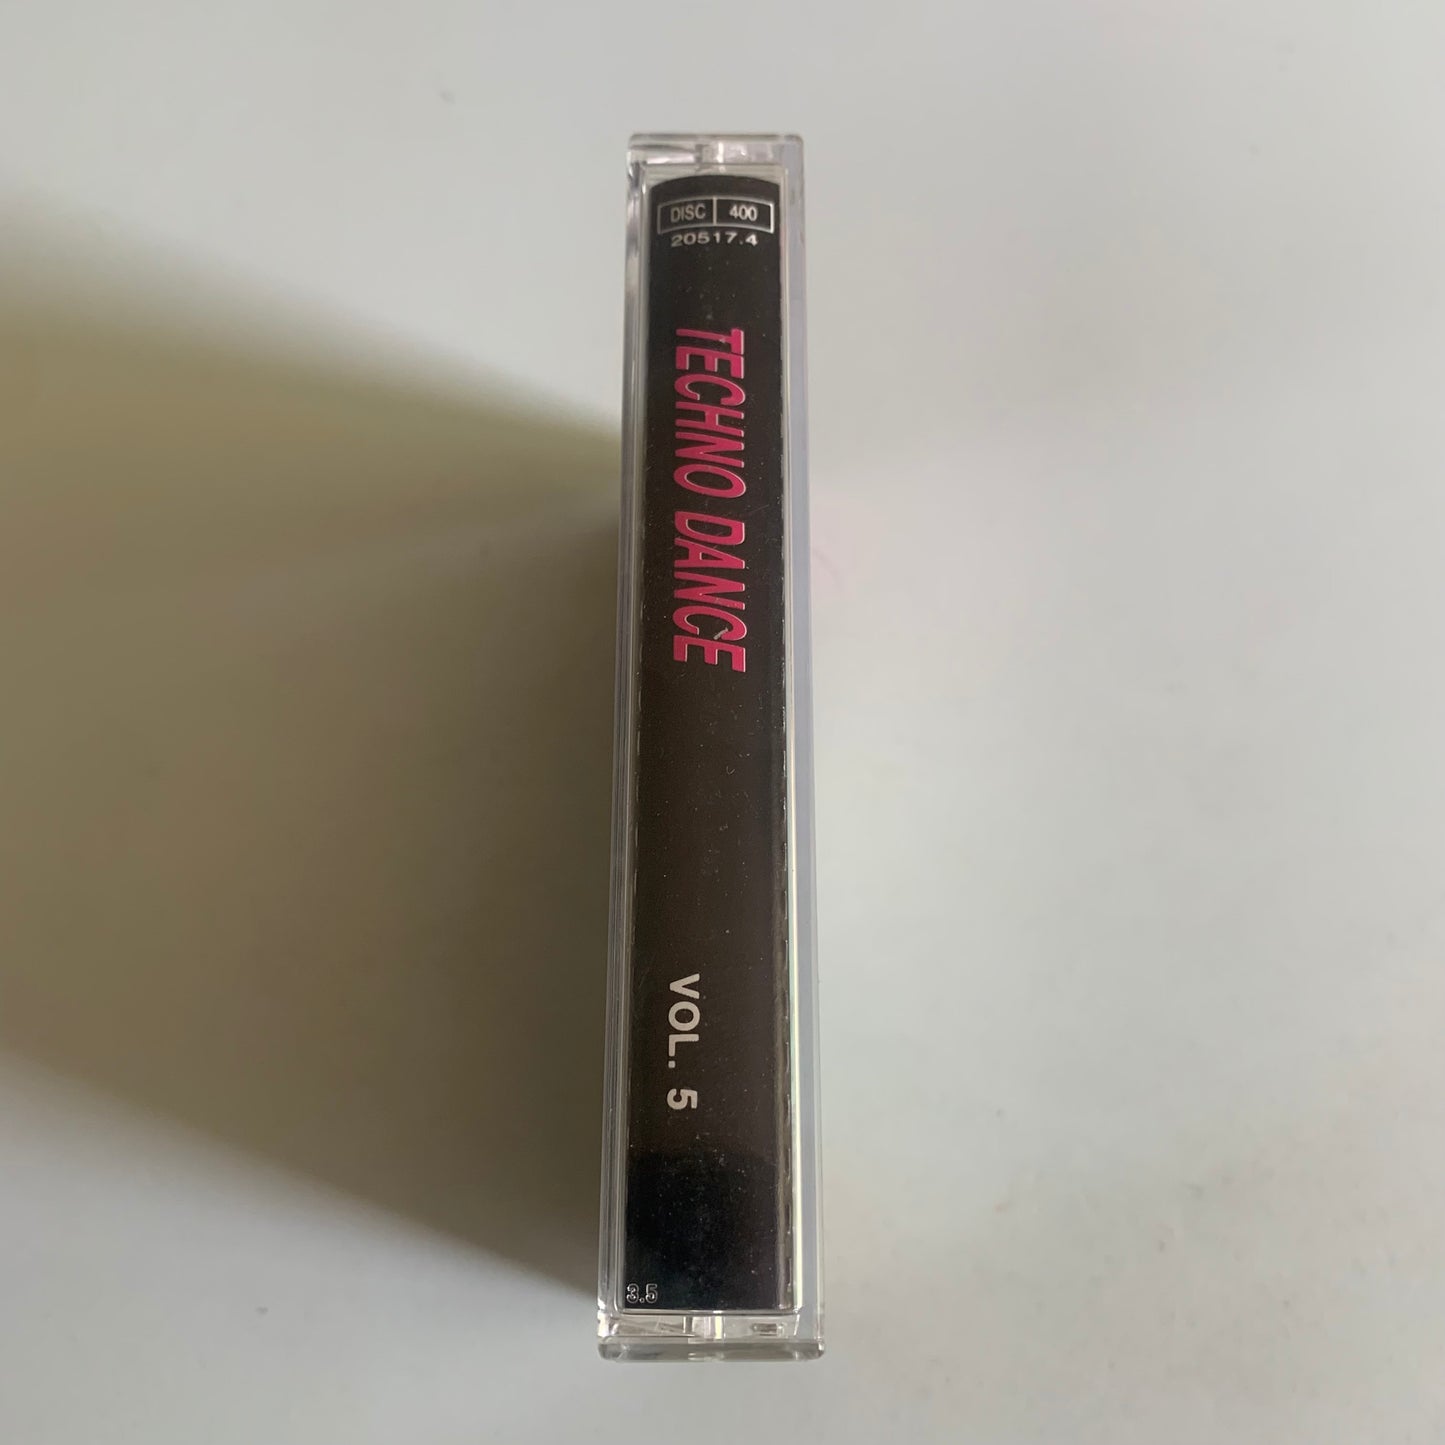 DISC 400
20517.4
TECHNO DANCE
VOL. 5
3.5